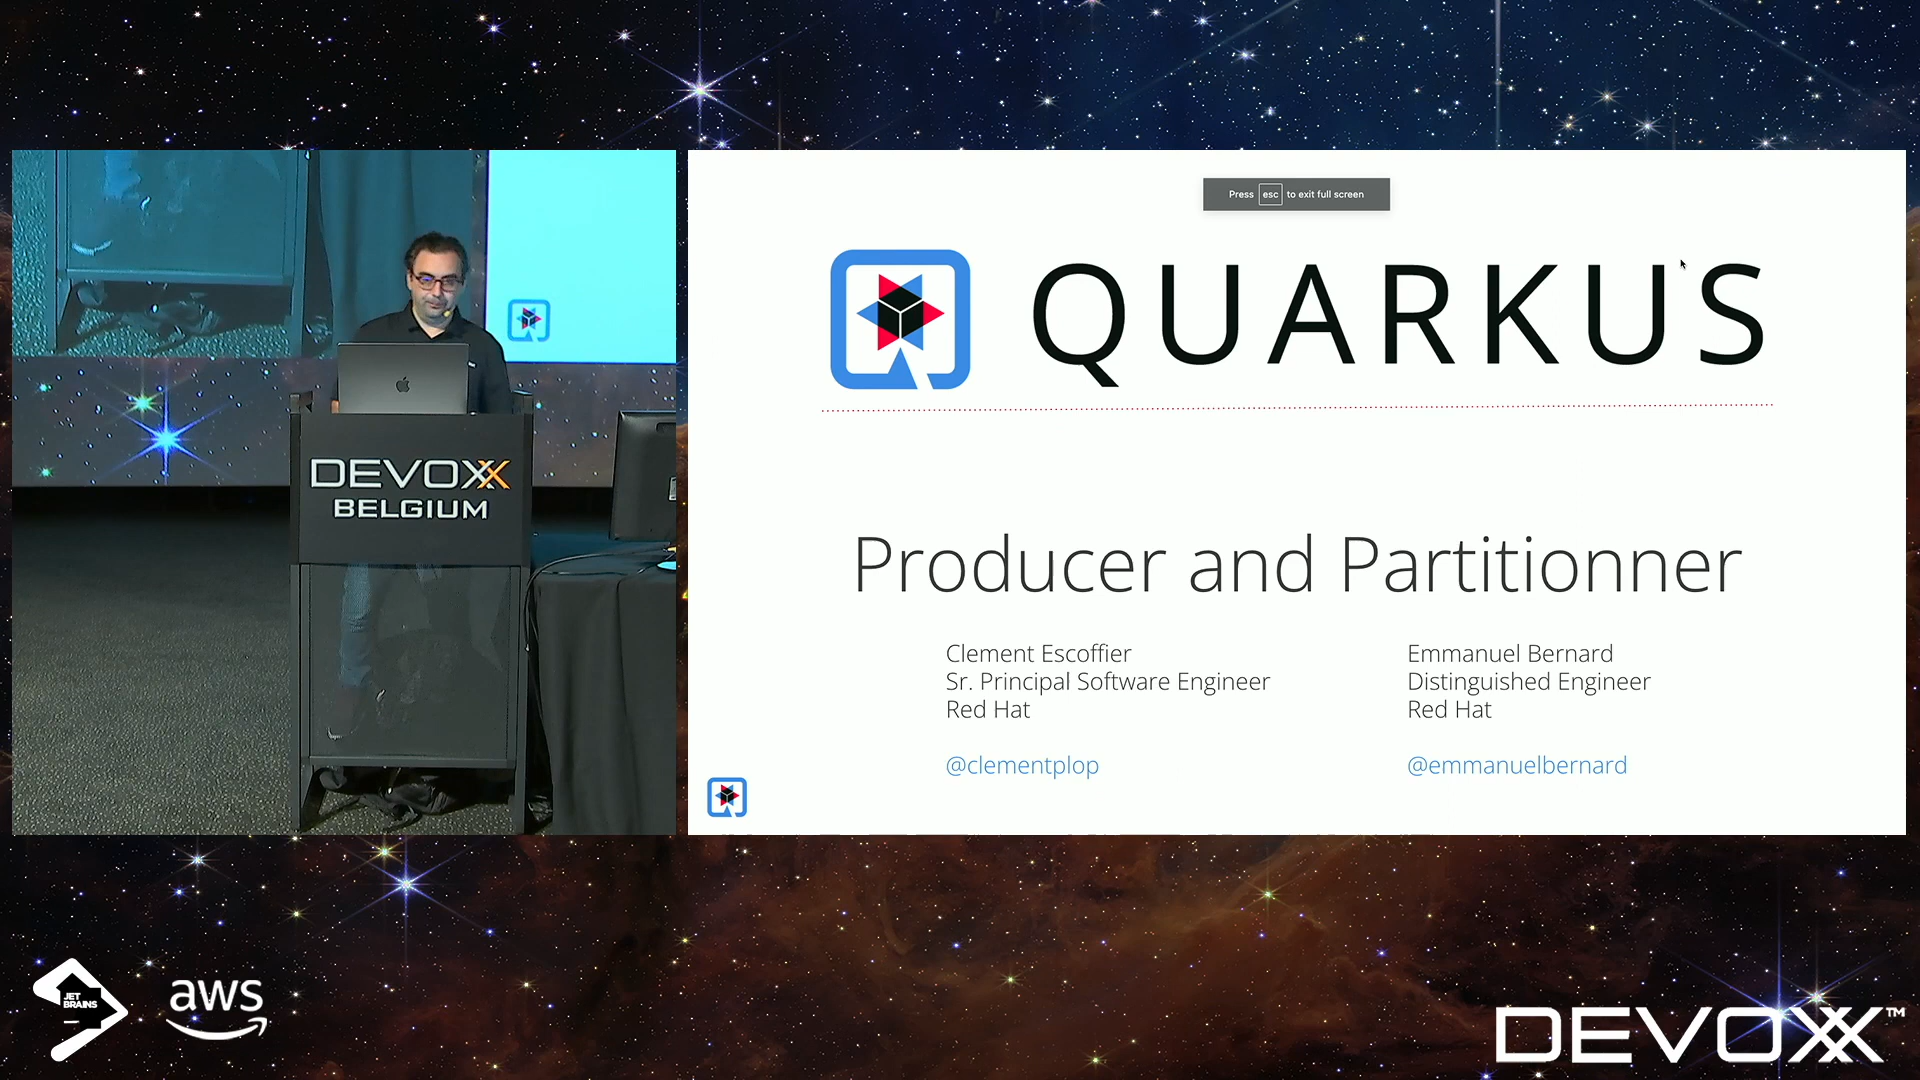 Press esc to exit full screen
QUARKUS
Producer and Partitionner
Clement Escoffier
Sr. Principal Software Engineer
Red Hat
@clementplop
Emmanuel Bernard
Distinguished Engineer
Red Hat
@emmanuelbernard
DEVOXX
BELGIUM
JET
BRAINS
aws
DEVOXX™